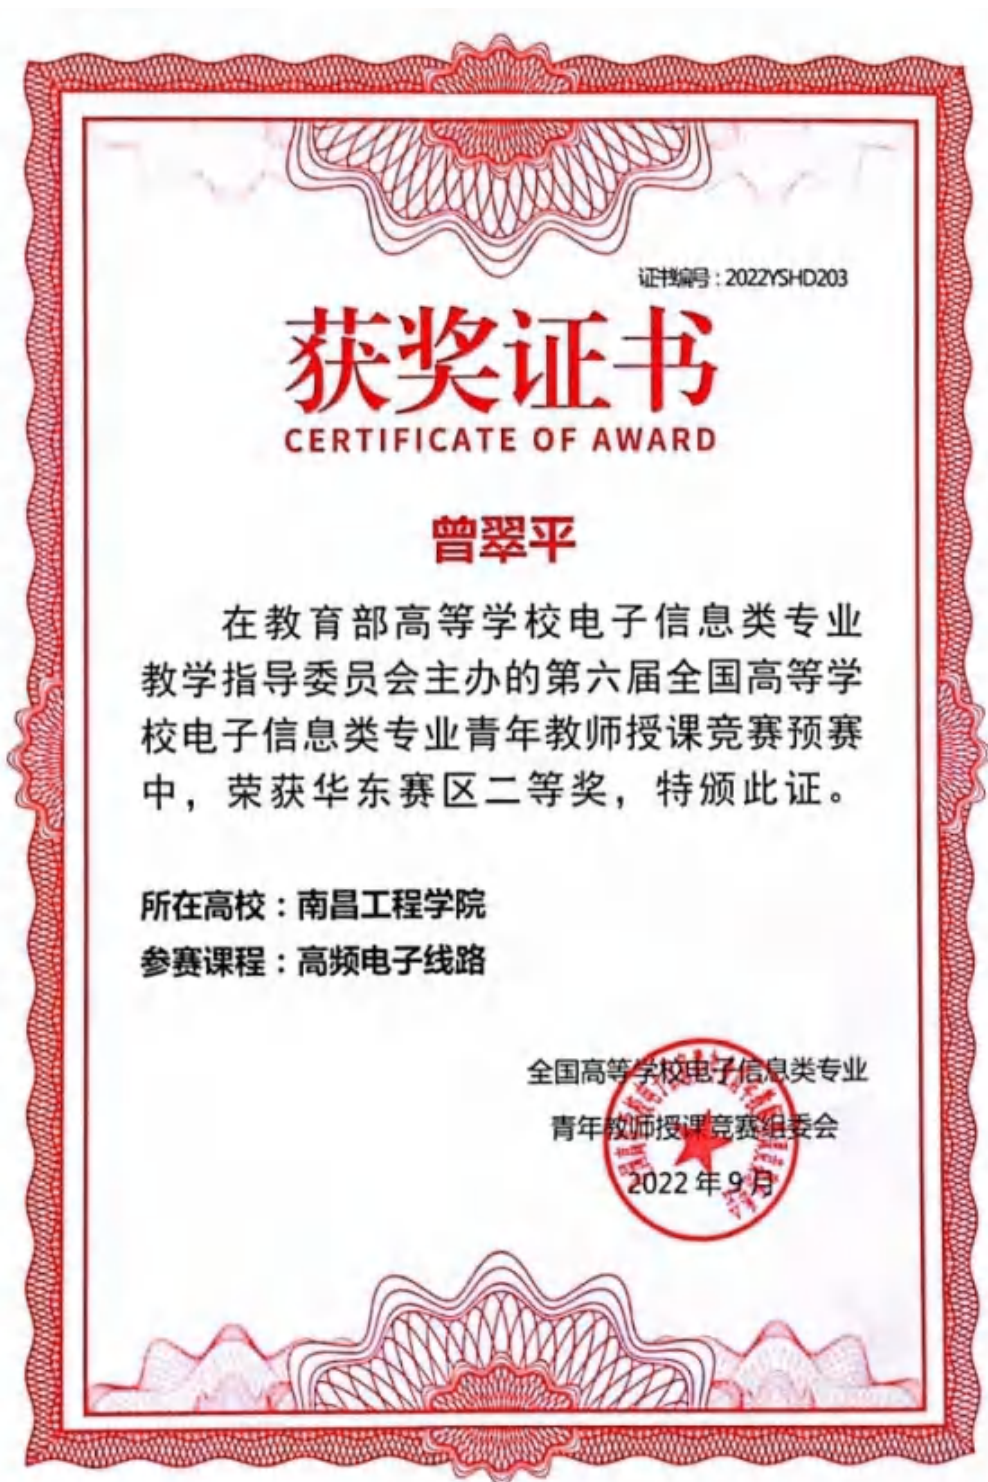 证书编号：2022YSHD203
获奖证书
CERTIFICATE OF AWARD
曾翠平
在教育部高等学校电子信息类专业
教学指导委员会主办的第六届全国高等学
校电子信息类专业青年教师授课竞赛预赛
中，荣获华东赛区二等奖，特颁此证。
所在高校：南昌工程学院
参赛课程：高频电子线路
全国高等学校电子信息类专业
青年教师授课竞赛组委会
2022年9月